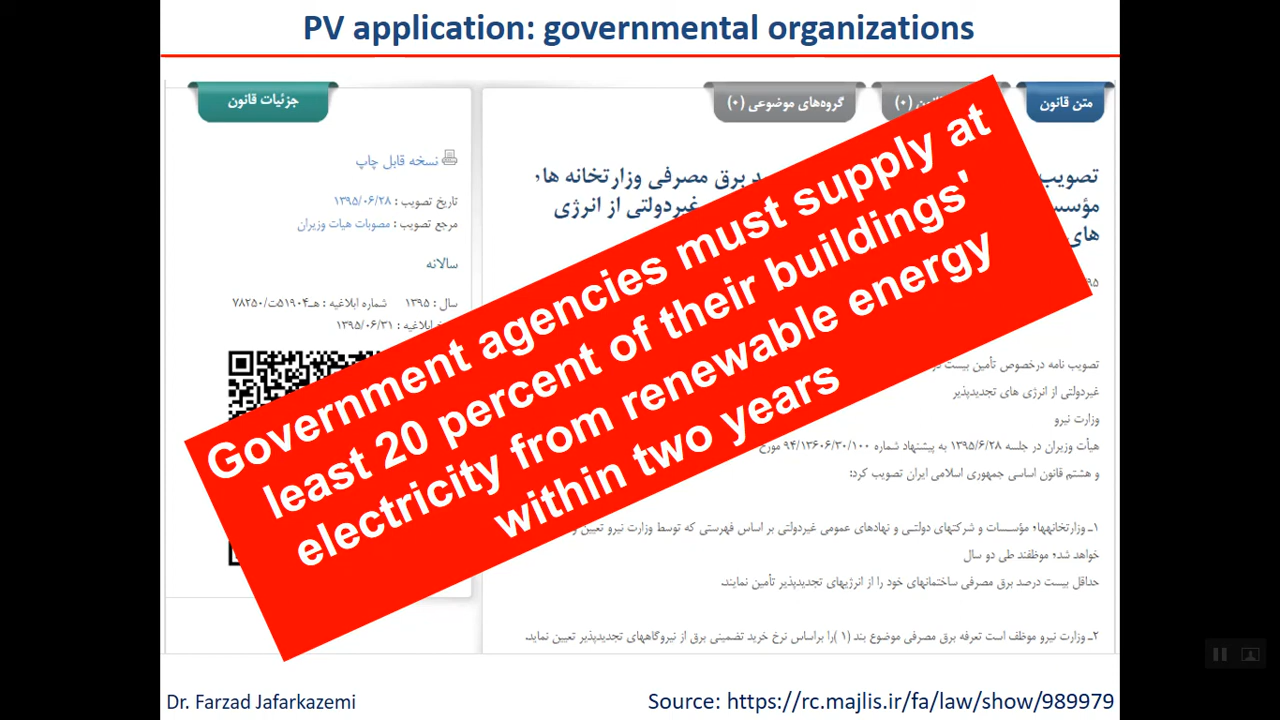 PV application: governmental organizations
متن قانون
گروه‌های موضوعی (۰)
جزئیات قانون
نسخه قابل چاپ
تاریخ تصویب : ۱۳۹۵/۰۶/۲۸
مرجع تصویب : مصوبات هیات وزیران
سالانه
سال : ۱۳۹۵ شماره ابلاغیه : هـ۵۱۹۰۴ت/۷۸۲۵۰
ابلاغیه : ۱۳۹۵/۰۶/۳۱
برق مصرفی وزارتخانه ها,
غیردولتی از انرژی
های
Government agencies must supply at
least 20 percent of their buildings'
electricity from renewable energy
within two years
تصویب نامه درخصوص تأمین بیست
غیردولتی از انرژی های تجدیدپذیر
وزارت نیرو
هیأت وزیران در جلسه ۱۳۹۵/۶/۲۸ به پیشنهاد شماره ۹۴/۱۳۶۰۶/۳۰/۱۰۰ مورخ
و هشتم قانون اساسی جمهوری اسلامی ایران تصویب کرد:
۱ـ وزارتخانهها, مؤسسات و شرکتهای دولتی و نهادهای عمومی غیردولتی بر اساس فهرستی که توسط وزارت نیرو تعیین
خواهد شد, موظفند طی دو سال
حداقل بیست درصد برق مصرفی ساختمانهای خود را از انرژیهای تجدیدپذیر تأمین نمایند.
۲ـ وزارت نیرو موظف است تعرفه برق مصرفی موضوع بند (۱ )را براساس نرخ خرید تضمینی برق از نیروگاههای تجدیدپذیر تعیین نماید.
Dr. Farzad Jafarkazemi
Source: https://rc.majlis.ir/fa/law/show/989979